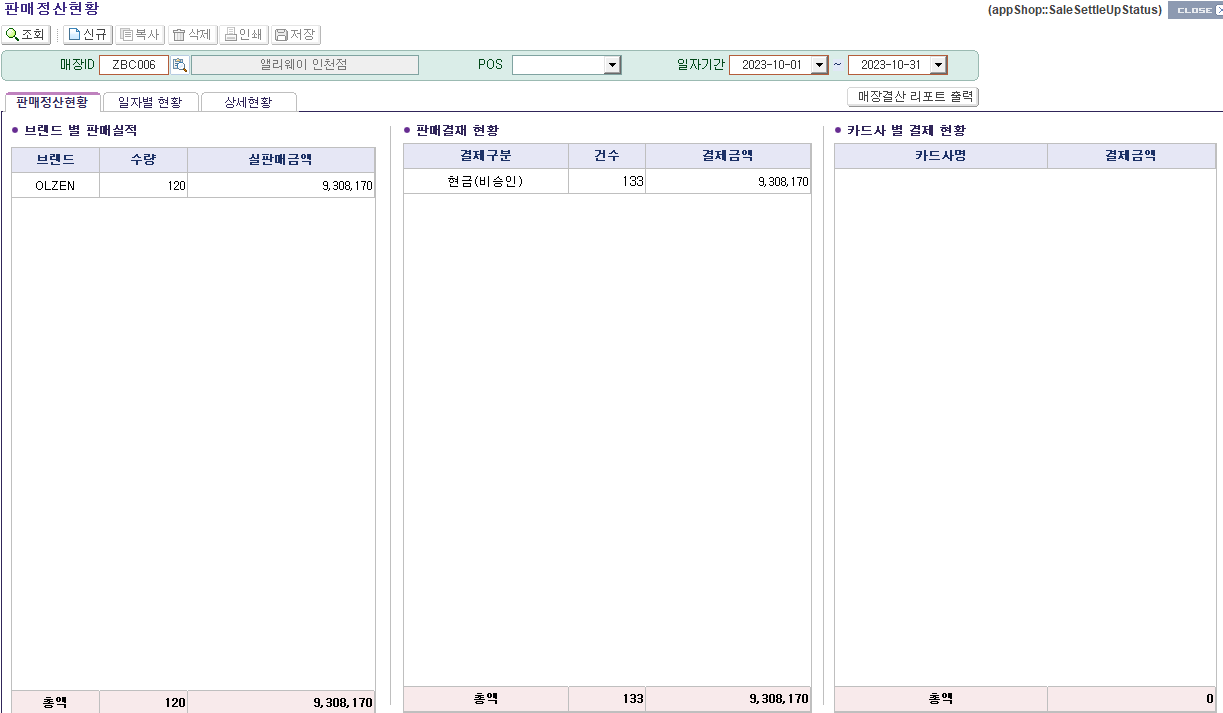 판매정산현황 (appShop::SaleSettleUpStatus) CLOSE
조회 신규 복사 삭제 인쇄 저장
매장ID ZBC006 앨리웨이 인천점 POS 일자기간 2023-10-01 ~ 2023-10-31
판매정산현황 일자별 현황 상세현황 매장결산 리포트 출력
브랜드 별 판매실적
브랜드 수량 실판매금액
OLZEN 120 9,308,170
총액 120 9,308,170
판매결재 현황
결제구분 건수 결제금액
현금(비승인) 133 9,308,170
총액 133 9,308,170
카드사 별 결제 현황
카드사명 결제금액
총액 0